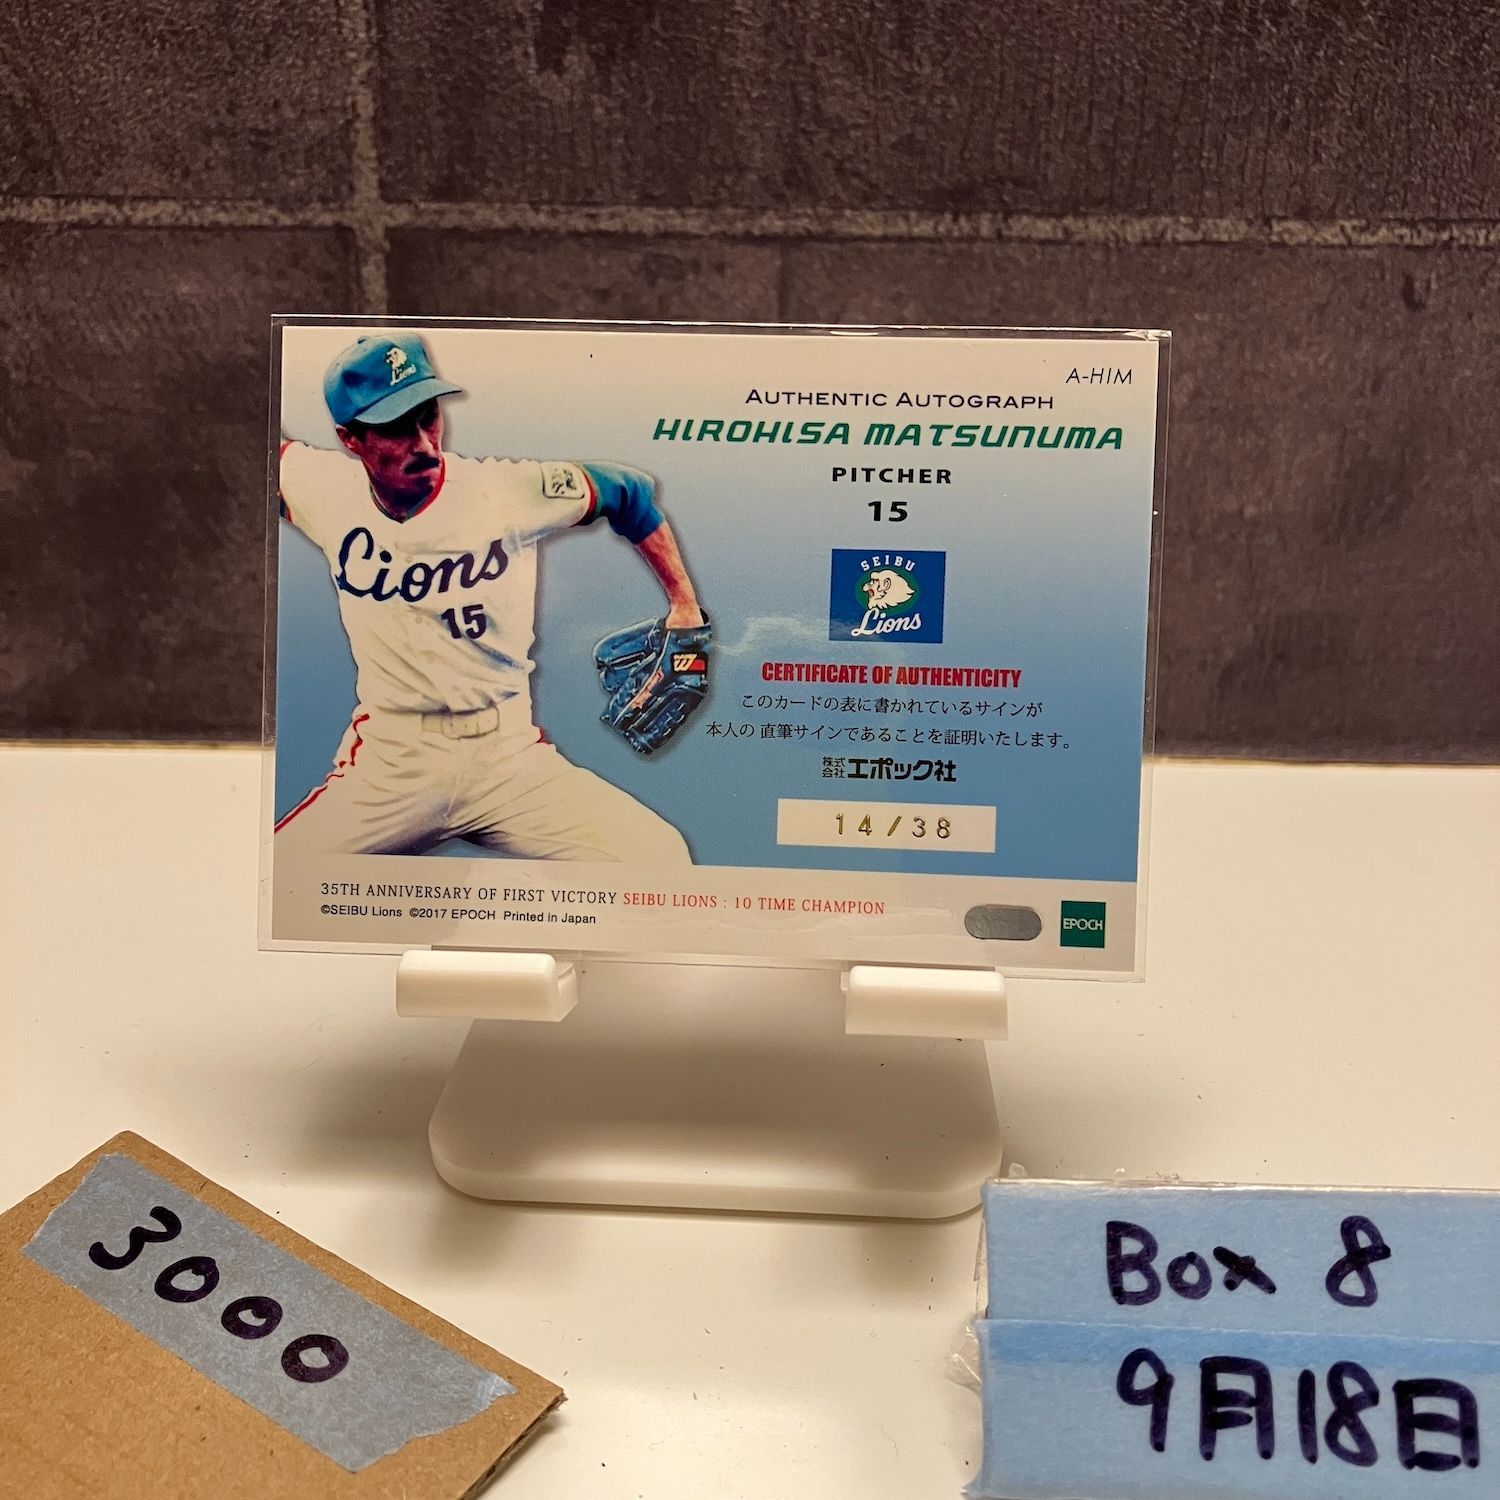 A-HIM
AUTHENTIC AUTOGRAPH
HIROHISA MATSUNUMA
PITCHER
15
SEIBU
Lions
CERTIFICATE OF AUTHENTICITY
このカードの表に書かれているサインが
本人の 直筆サインであることを証明いたします。
株式会社エポック社
14/38
Lions
Lions
15
35TH ANNIVERSARY OF FIRST VICTORY SEIBU LIONS : 10 TIME CHAMPION
©SEIBU Lions ©2017 EPOCH Printed in Japan
EPOCH
3000
Box 8
9月18日